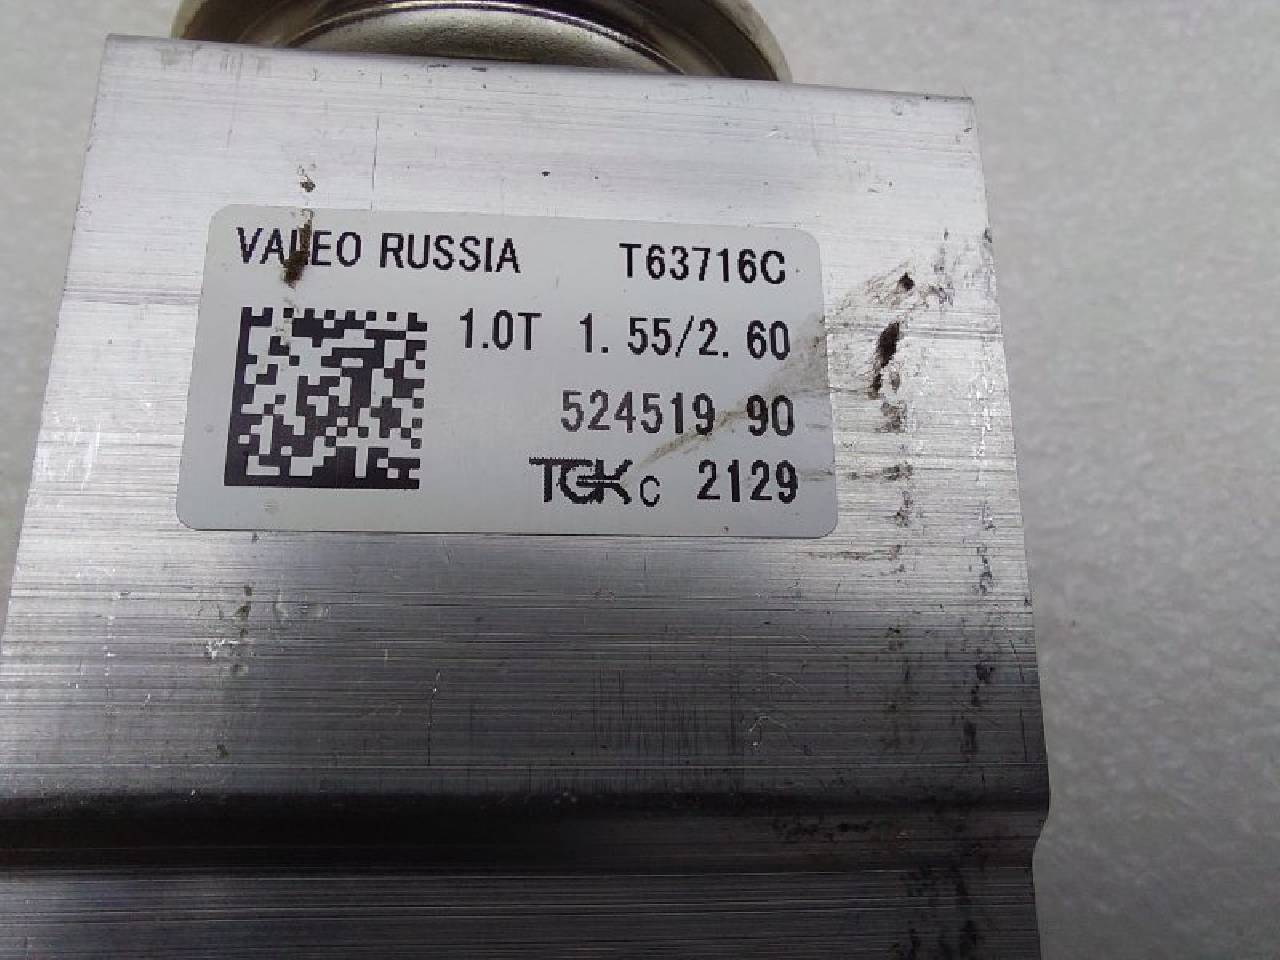 VALEO RUSSIA T63716C
1.0T 1.55/2.60
524519 90
TGK C 2129